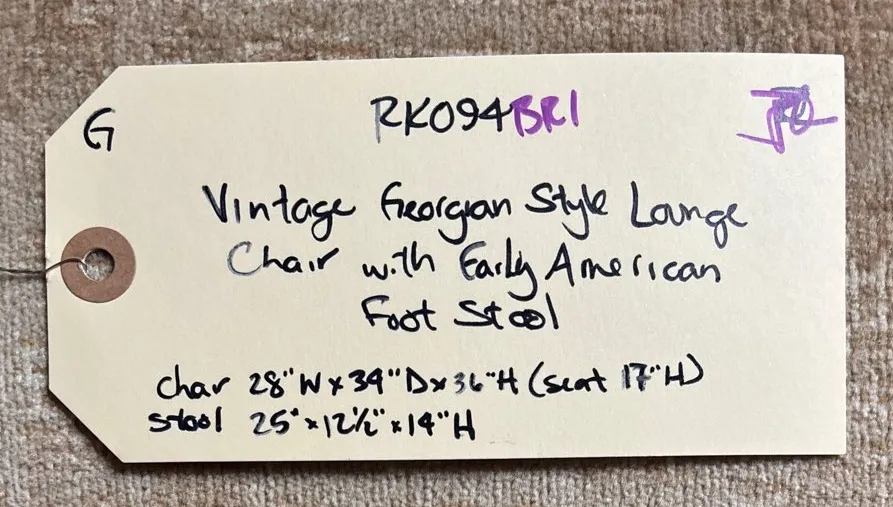 G
RK094BR1
Vintage Georgian Style Lounge
Chair with Early American
Foot Stool
chair 28"W x 34"D x 36"H (seat 17"H)
stool 25" x 12½" x 14"H